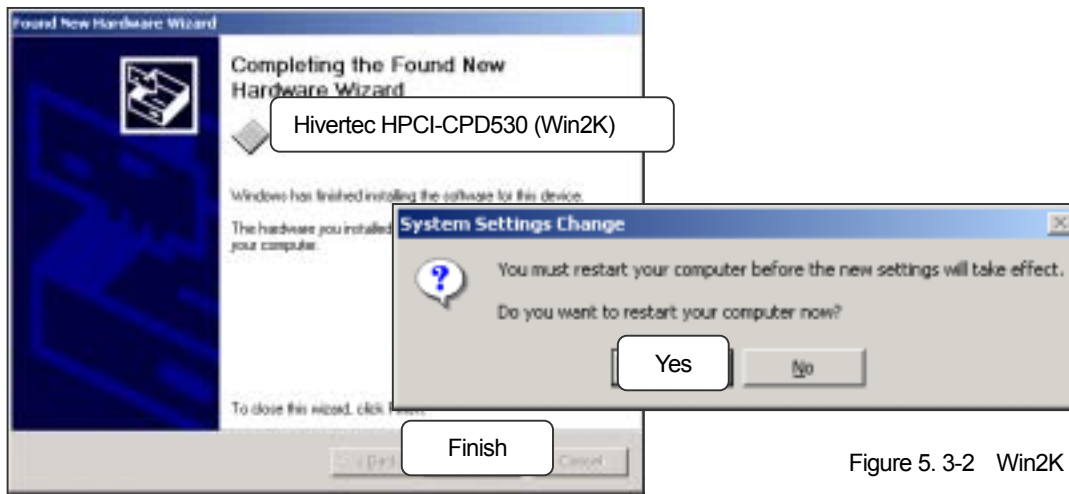 Found New Hardware Wizard
Completing the Found New
Hardware Wizard
Hivertec HPCI-CPD530 (Win2K)
Windows has finished installing the software for this device.
The hardware you installed
your computer.
System Settings Change
You must restart your computer before the new settings will take effect.
Do you want to restart your computer now?
Yes
No
To close this wizard, click
Finish
Cancel
Figure 5. 3-2 Win2K